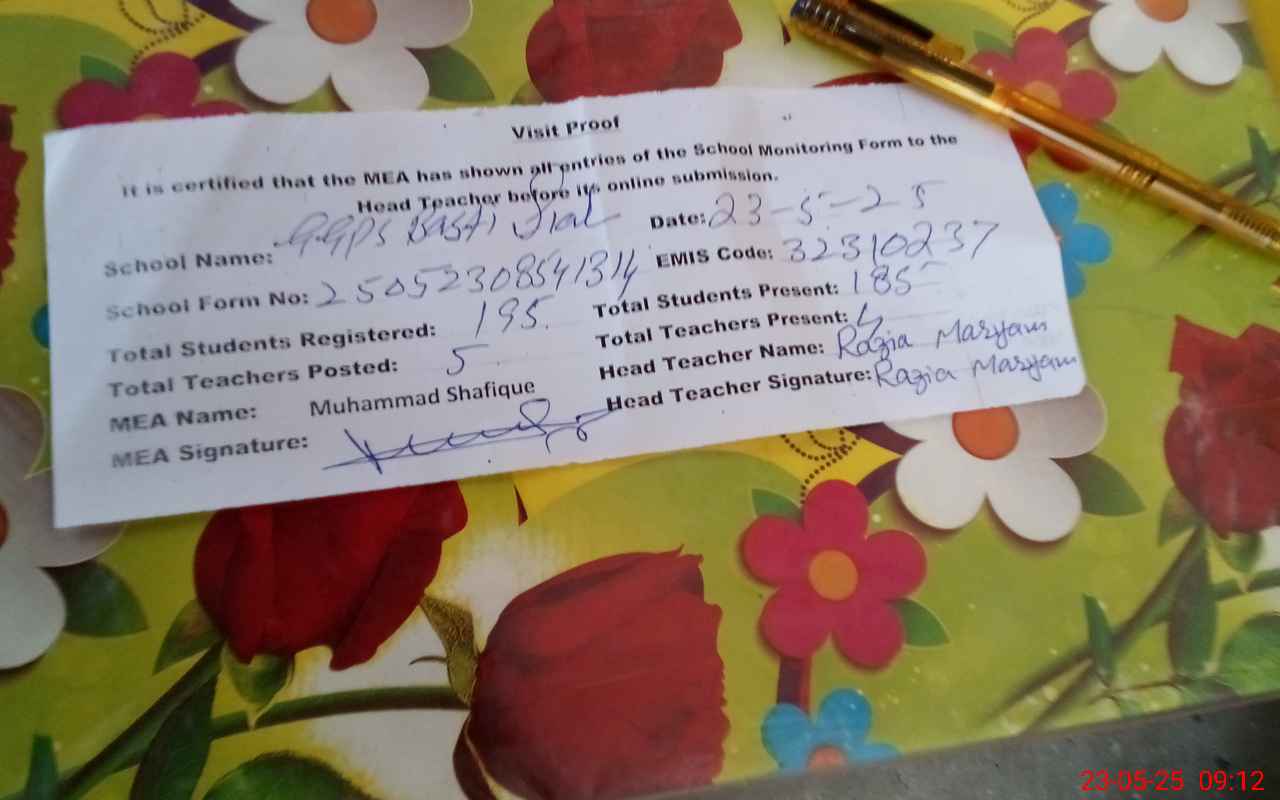 Visit Proof
It is certified that the MEA has shown all entries of the School Monitoring Form to the
Head Teacher before its online submission.
School Name: GGPS Basti Date: 23-5-25
School Form No: 25052308541314 EMIS Code: 32310237
Total Students Registered: 195 Total Students Present: 185
Total Teachers Posted: 5 Total Teachers Present: 4
MEA Name: Muhammad Shafique Head Teacher Name: Razia Maryam
MEA Signature: Head Teacher Signature: Razia Maryam
23-05-25 09:12